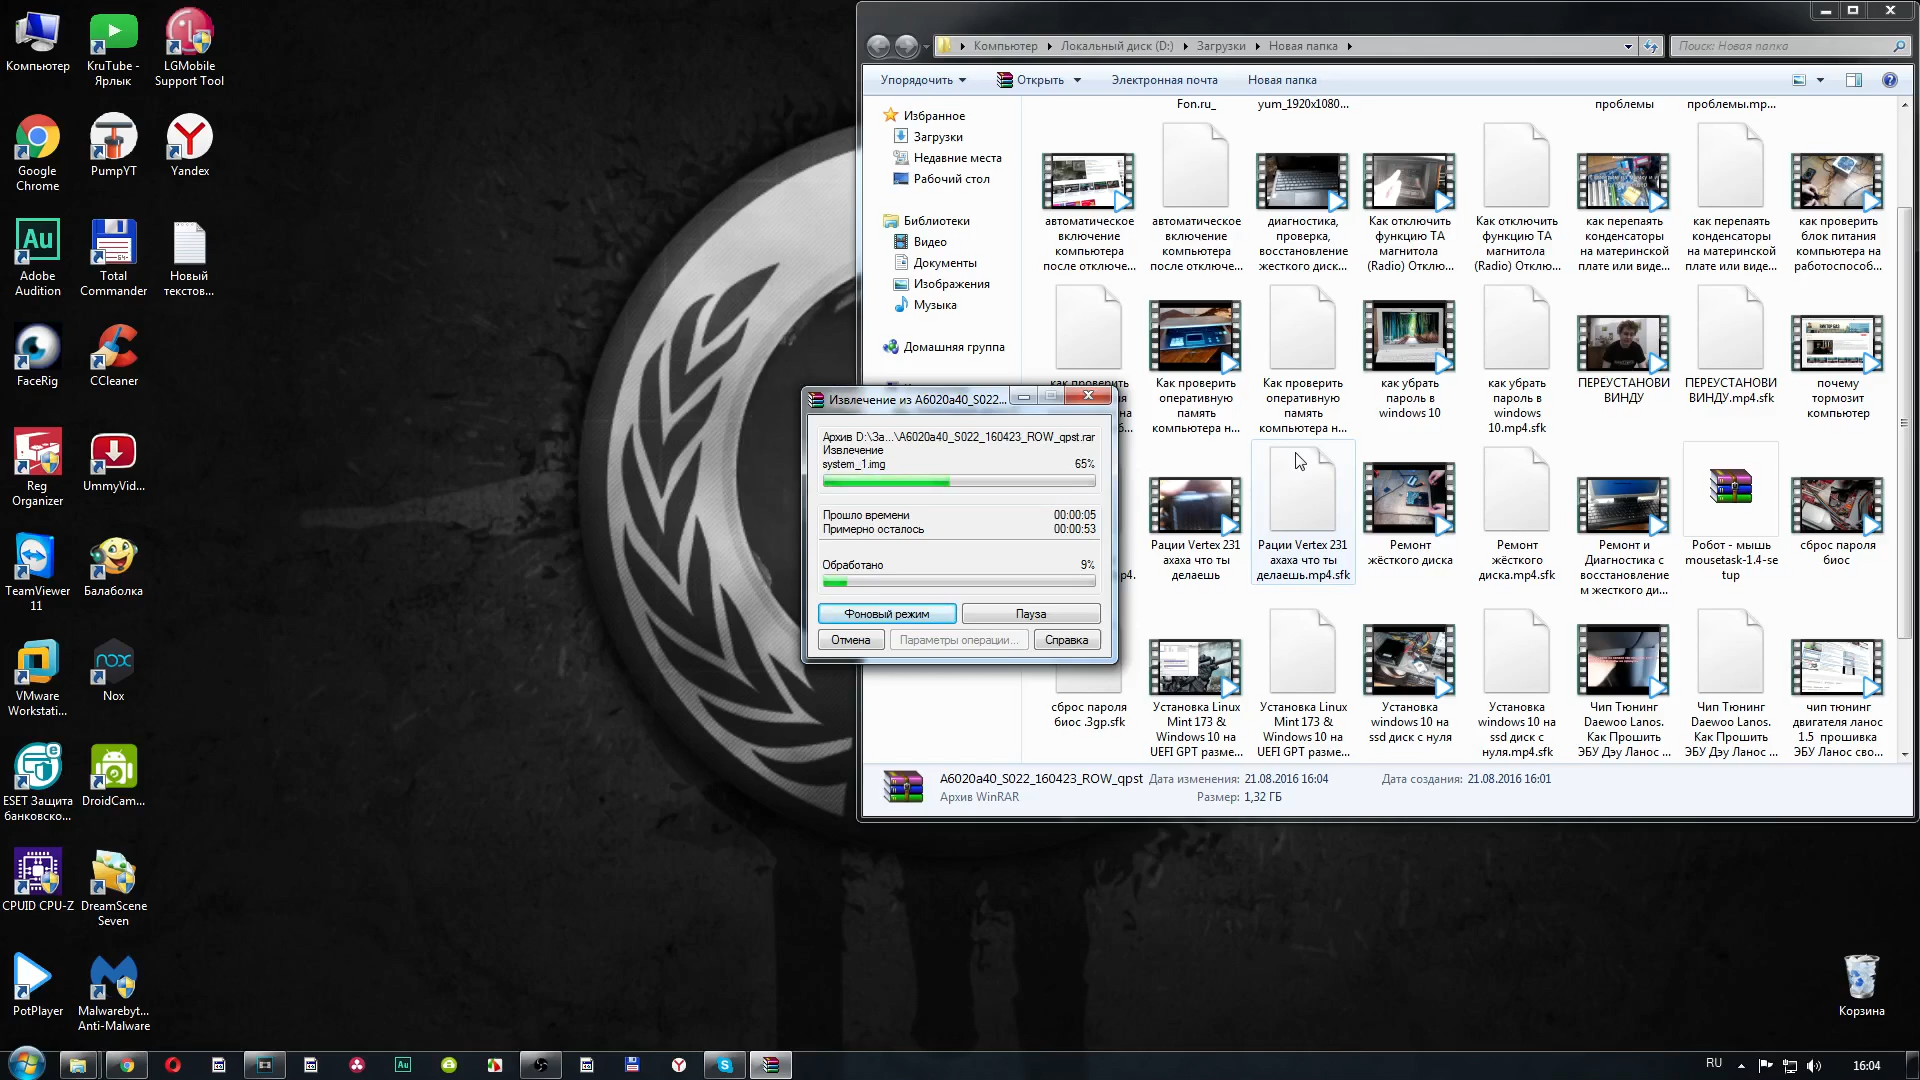 Компьютер
KruTube -
Ярлык
LGMobile
Support Tool
Google
Chrome
PumpYT
Yandex
Adobe
Audition
Total
Commander
Новый
текстов...
FaceRig
CCleaner
Reg
Organizer
UmmyVid...
TeamViewer
11
Балаболка
VMware
Workstati...
Nox
ESET Защита
банковско...
DroidCam...
CPUID CPU-Z
DreamScene
Seven
PotPlayer
Malwarebyt...
Anti-Malware
Компьютер
Локальный диск (D:)
Загрузки
Новая папка
Поиск: Новая папка
Упорядочить
Открыть
Электронная почта
Новая папка
Избранное
Загрузки
Недавние места
Рабочий стол
Библиотеки
Видео
Документы
Изображения
Музыка
Домашняя группа
Fon.ru_
yum_1920x1080...
проблемы
проблемы.mp...
автоматическое
включение
компьютера
после отключе...
автоматическое
включение
компьютера
после отключе...
диагностика,
проверка,
восстановление
жесткого диск...
Как отключить
функцию ТА
магнитола
(Radio) Отклю...
Как отключить
функцию ТА
магнитола
(Radio) Отклю...
как перепаять
конденсаторы
на материнской
плате или виде...
как перепаять
конденсаторы
на материнской
плате или виде...
как проверить
блок питания
компьютера на
работоспособ...
Как проверить
оперативную
память
компьютера н...
Как проверить
оперативную
память
компьютера н...
как убрать
пароль в
windows 10
как убрать
пароль в
windows
10.mp4.sfk
ПЕРЕУСТАНОВИ
ВИНДУ
ПЕРЕУСТАНОВИ
ВИНДУ.mp4.sfk
почему
тормозит
компьютер
Рации Vertex 231
ахаха что ты
делаешь
Рации Vertex 231
ахаха что ты
делаешь.mp4.sfk
Ремонт
жёсткого диска
Ремонт
жёсткого
диска.mp4.sfk
Ремонт и
Диагностика с
восстановление
м жесткого ди...
Робот - мышь
mousetask-1.4-se
tup
сброс пароля
биос
сброс пароля
биос .3gp.sfk
Установка Linux
Mint 173 &
Windows 10 на
UEFI GPT разме...
Установка Linux
Mint 173 &
Windows 10 на
UEFI GPT разме...
Установка
windows 10 на
ssd диск с нуля
Установка
windows 10 на
ssd диск с
нуля.mp4.sfk
Чип Тюнинг
Daewoo Lanos.
Как Прошить
ЭБУ Дэу Ланос ...
Чип Тюнинг
Daewoo Lanos.
Как Прошить
ЭБУ Дэу Ланос ...
чип тюнинг
двигателя ланос
1.5 прошивка
ЭБУ Ланос сво...
Извлечение из A6020a40_S022...
Архив D:\За...\A6020a40_S022_160423_ROW_qpst.rar
Извлечение
system_1.img 65%
Прошло времени 00:00:05
Примерно осталось 00:00:53
Обработано 9%
Фоновый режим
Пауза
Отмена
Параметры операции...
Справка
A6020a40_S022_160423_ROW_qpst
Дата изменения: 21.08.2016 16:04
Дата создания: 21.08.2016 16:01
Архив WinRAR
Размер: 1,32 ГБ
Корзина
RU
16:04